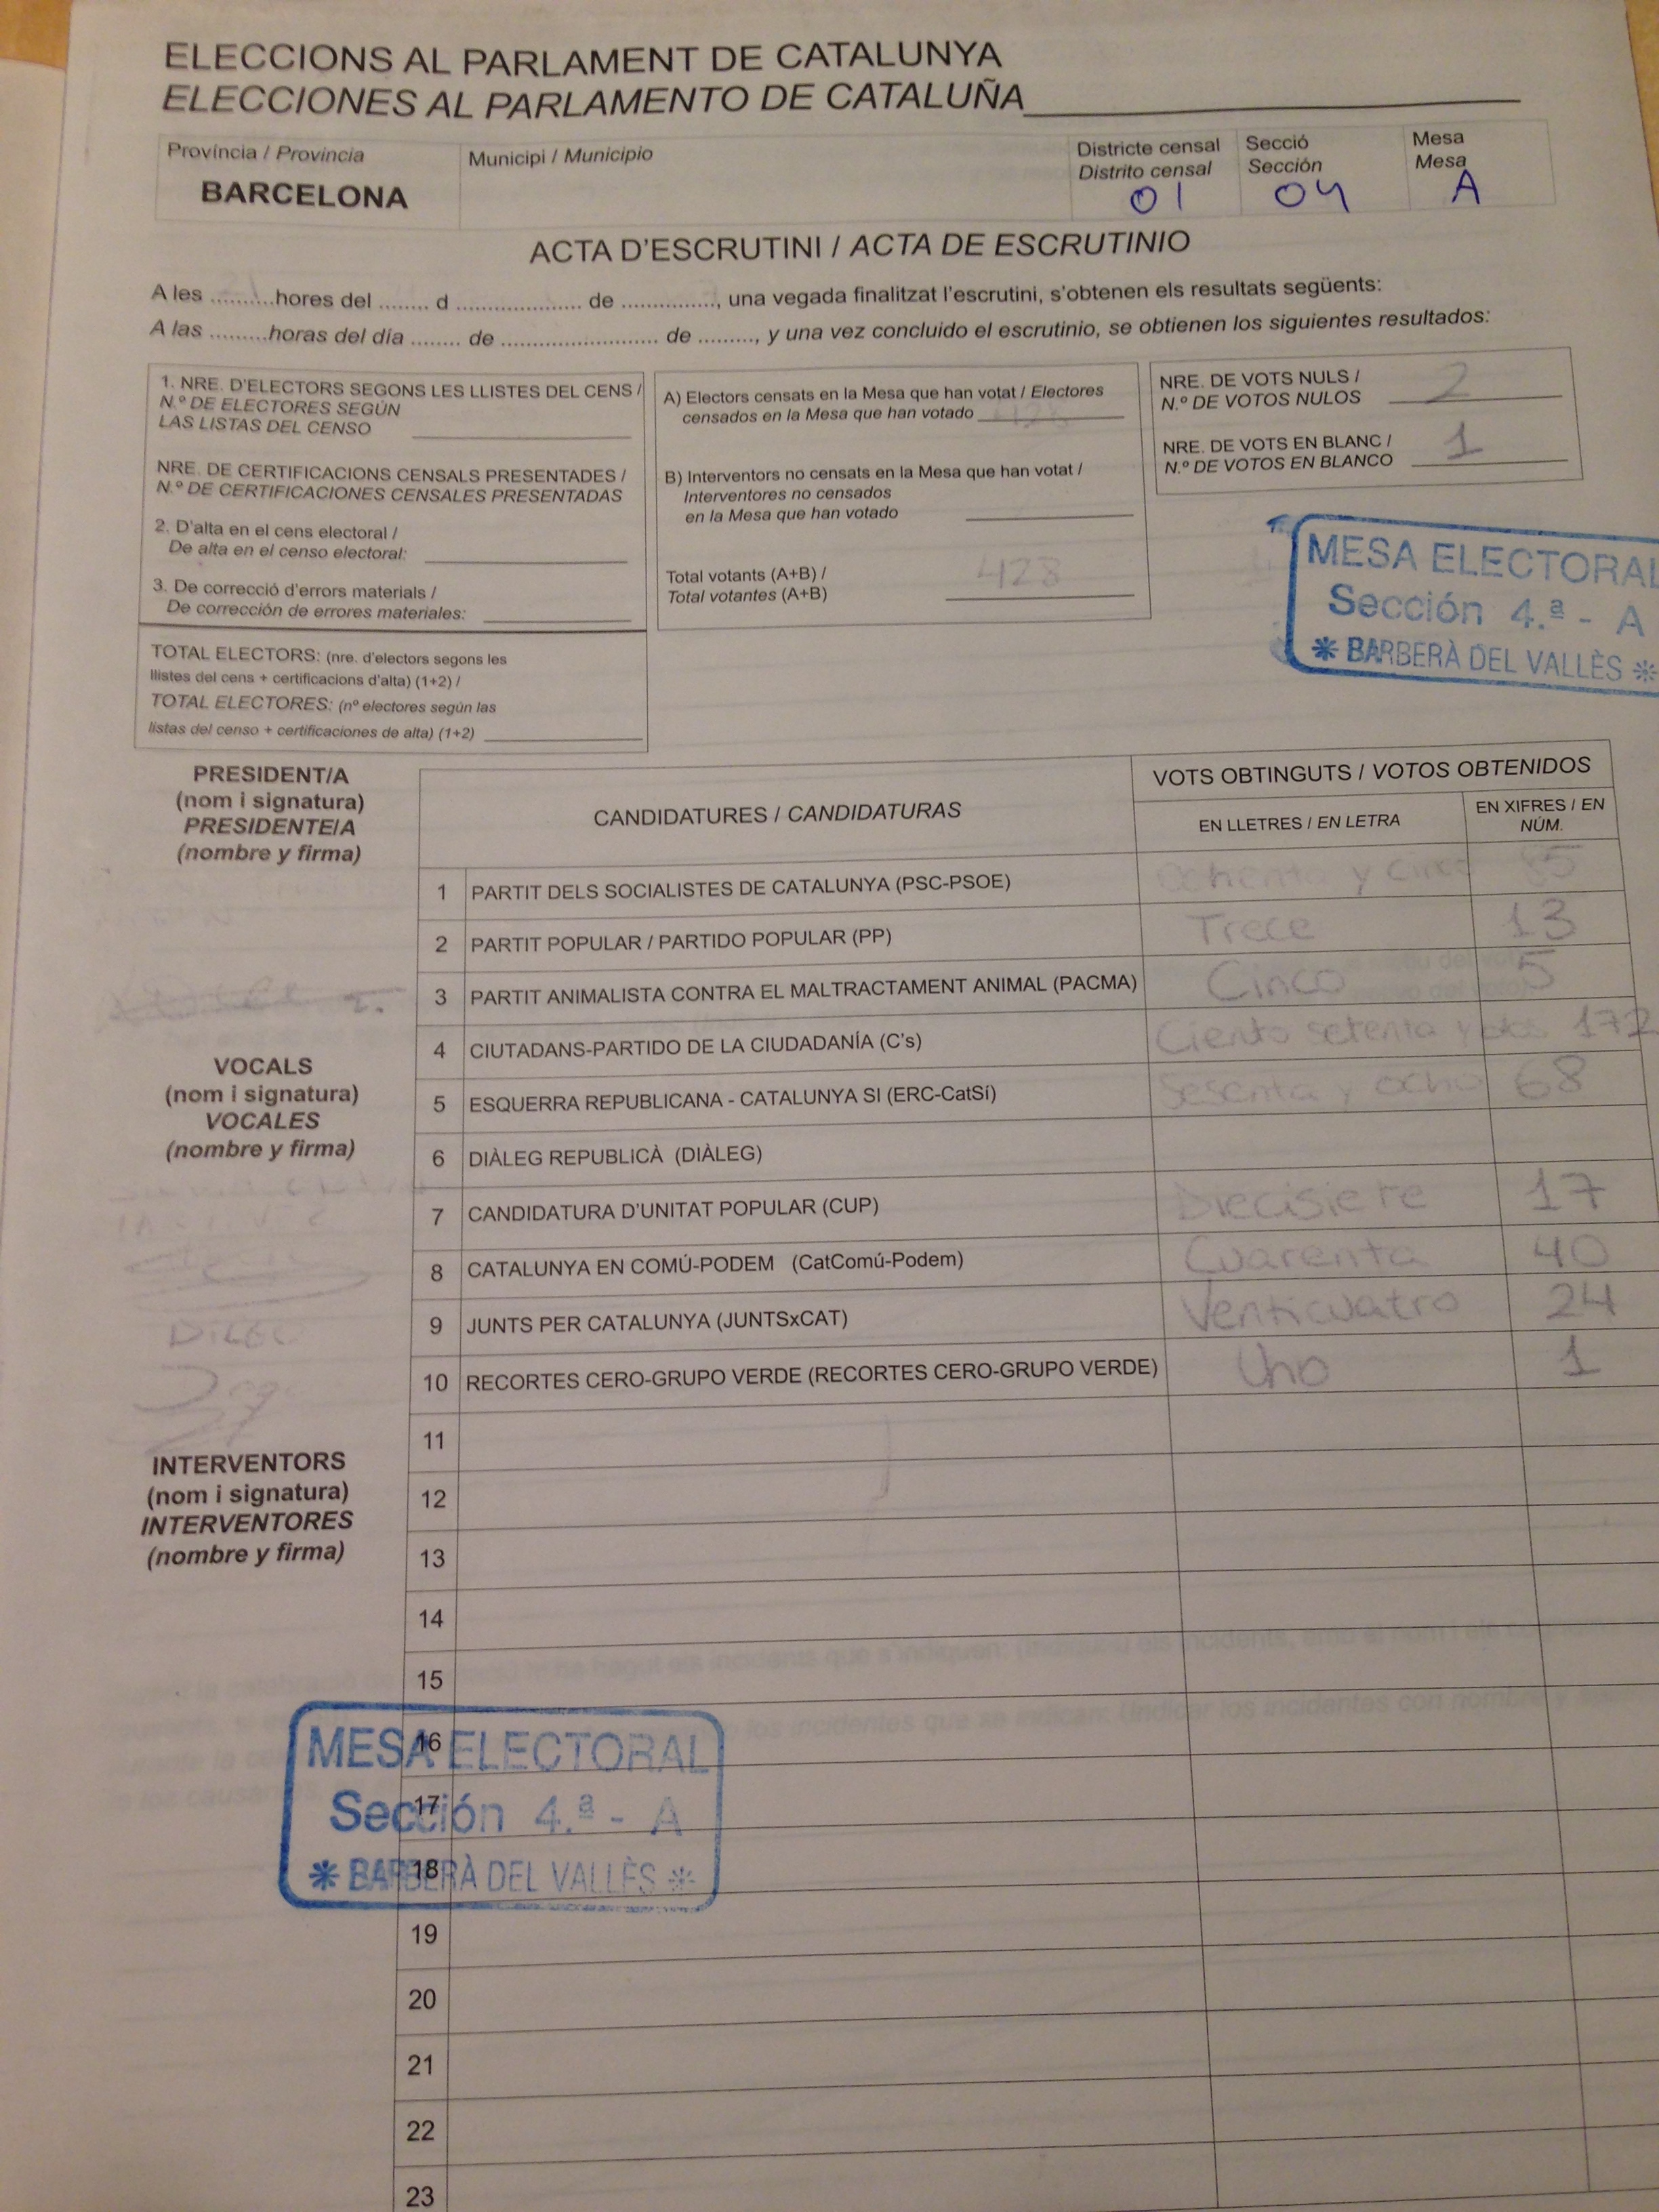 ELECCIONS AL PARLAMENT DE CATALUNYA
ELECCIONES AL PARLAMENTO DE CATALUÑA
Província / Provincia
BARCELONA
Municipi / Municipio
Districte censal
Distrito censal
01
Secció
Sección
04
Mesa
Mesa
A
ACTA D'ESCRUTINI / ACTA DE ESCRUTINIO
A les ..........hores del ........ d .................... de ..............., una vegada finalitzat l'escrutini, s'obtenen els resultats següents:
A las .........horas del día ........ de ......................... de ........., y una vez concluido el escrutinio, se obtienen los siguientes resultados:
1. NRE. D'ELECTORS SEGONS LES LLISTES DEL CENS /
N.º DE ELECTORES SEGÚN
LAS LISTAS DEL CENSO
NRE. DE CERTIFICACIONS CENSALS PRESENTADES /
N.º DE CERTIFICACIONES CENSALES PRESENTADAS
2. D'alta en el cens electoral /
De alta en el censo electoral:
3. De correcció d'errors materials /
De corrección de errores materiales:
TOTAL ELECTORS: (nre. d'electors segons les
llistes del cens + certificacions d'alta) (1+2) /
TOTAL ELECTORES: (nº electores según las
listas del censo + certificaciones de alta) (1+2)
A) Electors censats en la Mesa que han votat / Electores
censados en la Mesa que han votado 428
B) Interventors no censats en la Mesa que han votat /
Interventores no censados
en la Mesa que han votado
Total votants (A+B) /
Total votantes (A+B) 428
NRE. DE VOTS NULS /
N.º DE VOTOS NULOS 2
NRE. DE VOTS EN BLANC /
N.º DE VOTOS EN BLANCO 1
MESA ELECTORAL
Sección 4.ª - A
* BARBERÀ DEL VALLÈS *
PRESIDENT/A
(nom i signatura)
PRESIDENTE/A
(nombre y firma)
VOCALS
(nom i signatura)
VOCALES
(nombre y firma)
INTERVENTORS
(nom i signatura)
INTERVENTORES
(nombre y firma)
CANDIDATURES / CANDIDATURAS
VOTS OBTINGUTS / VOTOS OBTENIDOS
EN LLETRES / EN LETRA
EN XIFRES / EN
NÚM.
1 PARTIT DELS SOCIALISTES DE CATALUNYA (PSC-PSOE) Ochenta y cinco 85
2 PARTIT POPULAR / PARTIDO POPULAR (PP) Trece 13
3 PARTIT ANIMALISTA CONTRA EL MALTRACTAMENT ANIMAL (PACMA) Cinco 5
4 CIUTADANS-PARTIDO DE LA CIUDADANÍA (C's) Ciento setenta y dos 172
5 ESQUERRA REPUBLICANA - CATALUNYA SI (ERC-CatSí) Sesenta y ocho 68
6 DIÀLEG REPUBLICÀ (DIÀLEG)
7 CANDIDATURA D'UNITAT POPULAR (CUP) Diecisiete 17
8 CATALUNYA EN COMÚ-PODEM (CatComú-Podem) Cuarenta 40
9 JUNTS PER CATALUNYA (JUNTSxCAT) Venticuatro 24
10 RECORTES CERO-GRUPO VERDE (RECORTES CERO-GRUPO VERDE) Uno 1
11
12
13
14
15
16
17
18
19
20
21
22
23
MESA ELECTORAL
Sección 4.ª - A
* BARBERÀ DEL VALLÈS *